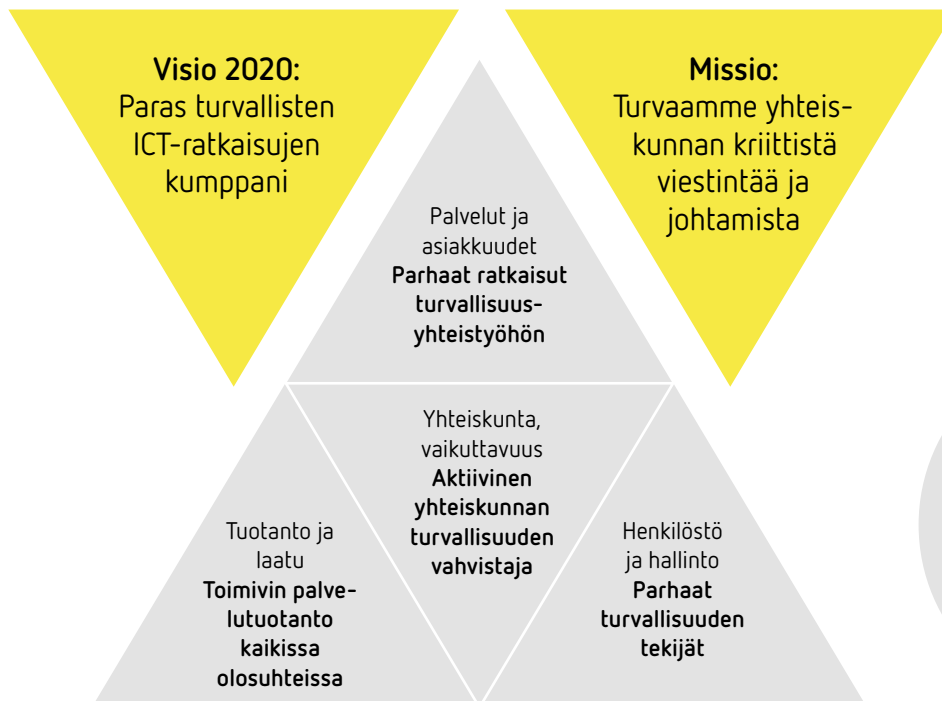 Visio 2020:
Paras turvallisten
ICT-ratkaisujen
kumppani
Missio:
Turvaamme yhteis-
kunnan kriittistä
viestintää ja
johtamista
Palvelut ja
asiakkuudet
Parhaat ratkaisut
turvallisuus-
yhteistyöhön
Yhteiskunta,
vaikuttavuus
Aktiivinen
yhteiskunnan
turvallisuuden
vahvistaja
Tuotanto ja
laatu
Toimivin palve-
lutuotanto
kaikissa
olosuhteissa
Henkilöstö
ja hallinto
Parhaat
turvallisuuden
tekijät